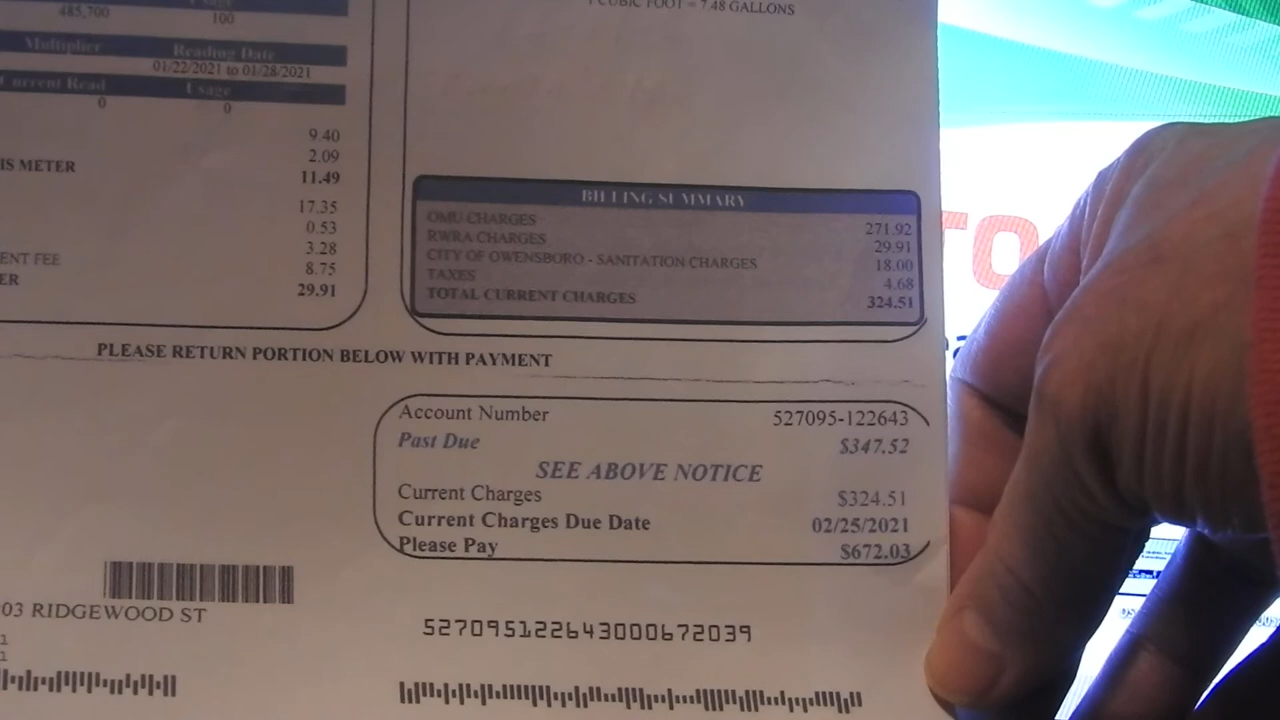 485,700
100
1 CUBIC FOOT = 7.48 GALLONS
Multiplier Reading Date
01/22/2021 to 01/28/2021
Current Read Usage
0 0
9.40
2.09
IS METER 11.49
17.35
0.53
3.28
ENT FEE 8.75
ER 29.91
BILLING SUMMARY
OMU CHARGES 271.92
RWRA CHARGES 29.91
CITY OF OWENSBORO - SANITATION CHARGES 18.00
TAXES 4.68
TOTAL CURRENT CHARGES 324.51
PLEASE RETURN PORTION BELOW WITH PAYMENT
Account Number 527095-122643
Past Due $347.52
SEE ABOVE NOTICE
Current Charges $324.51
Current Charges Due Date 02/25/2021
Please Pay $672.03
03 RIDGEWOOD ST
1
1
527095122643000672039
TO